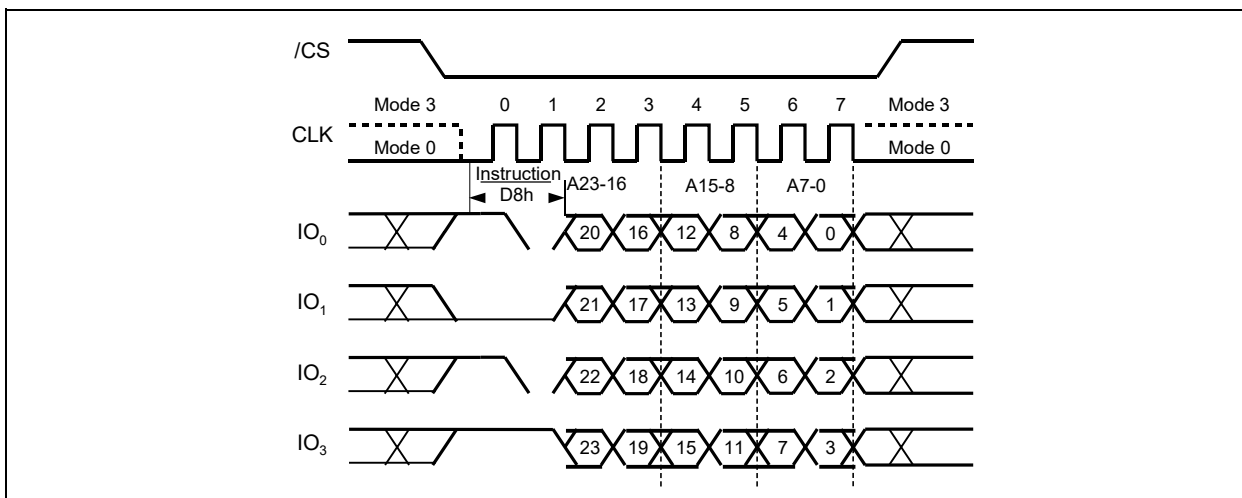 /CS
Mode 3 0 1 2 3 4 5 6 7 Mode 3
CLK
Mode 0 Mode 0
Instruction
D8h
A23-16 A15-8 A7-0
IO0 20 16 12 8 4 0
IO1 21 17 13 9 5 1
IO2 22 18 14 10 6 2
IO3 23 19 15 11 7 3